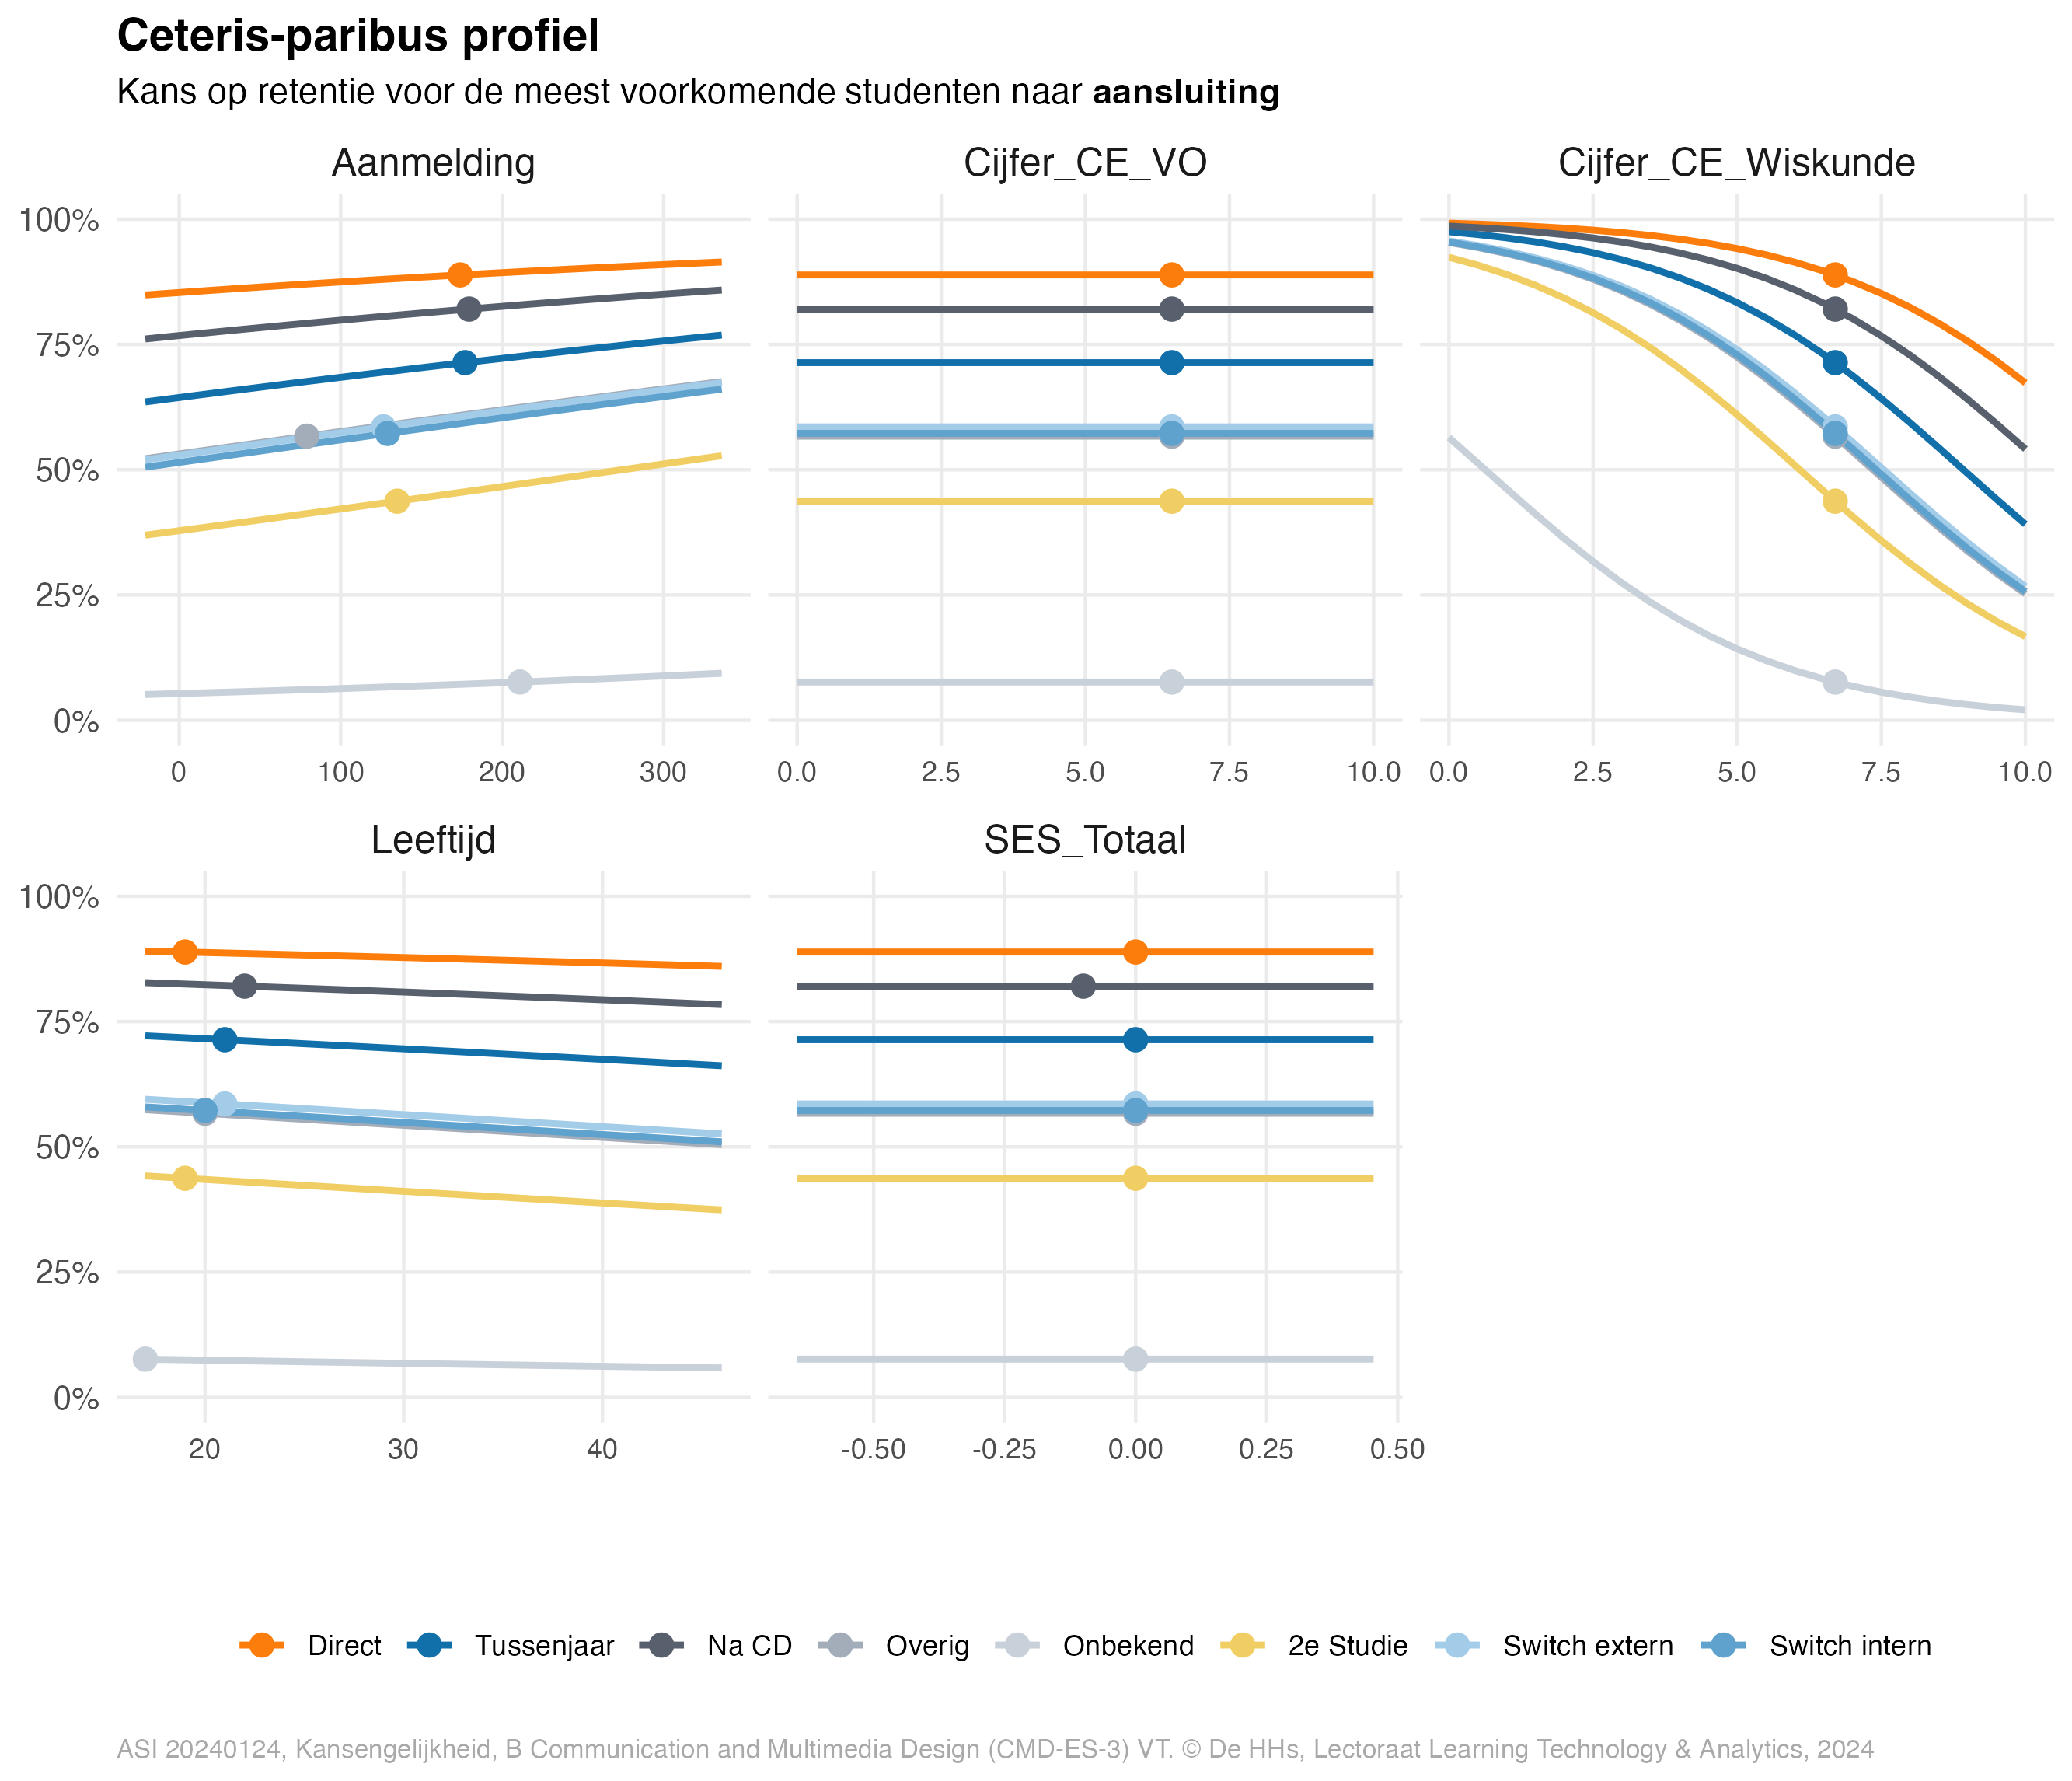 Ceteris-paribus profiel
Kans op retentie voor de meest voorkomende studenten naar aansluiting
Aanmelding
Cijfer_CE_VO
Cijfer_CE_Wiskunde
100%
75%
50%
25%
0%
0 100 200 300
0.0 2.5 5.0 7.5 10.0
0.0 2.5 5.0 7.5 10.0
Leeftijd
SES_Totaal
100%
75%
50%
25%
0%
20 30 40
-0.50 -0.25 0.00 0.25 0.50
Direct Tussenjaar Na CD Overig Onbekend 2e Studie Switch extern Switch intern
ASI 20240124, Kansengelijkheid, B Communication and Multimedia Design (CMD-ES-3) VT. © De HHs, Lectoraat Learning Technology & Analytics, 2024